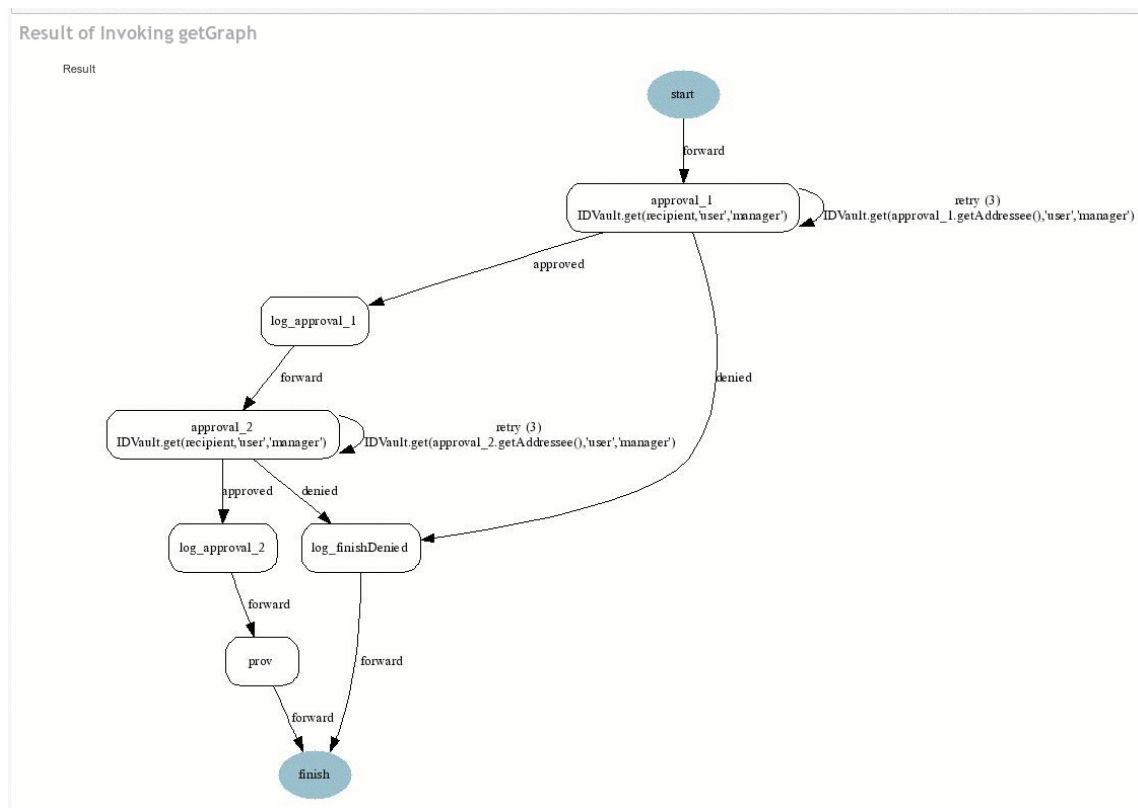 Result of Invoking getGraph
Result
start
forward
approval_1
IDVault.get(recipient,'user','manager')
retry (3)
IDVault.get(approval_1.getAddressee(),'user','manager')
approved
log_approval_1
denied
forward
approval_2
IDVault.get(recipient,'user','manager')
retry (3)
IDVault.get(approval_2.getAddressee(),'user','manager')
approved
denied
log_approval_2
log_finishDenied
forward
prov
forward
forward
finish